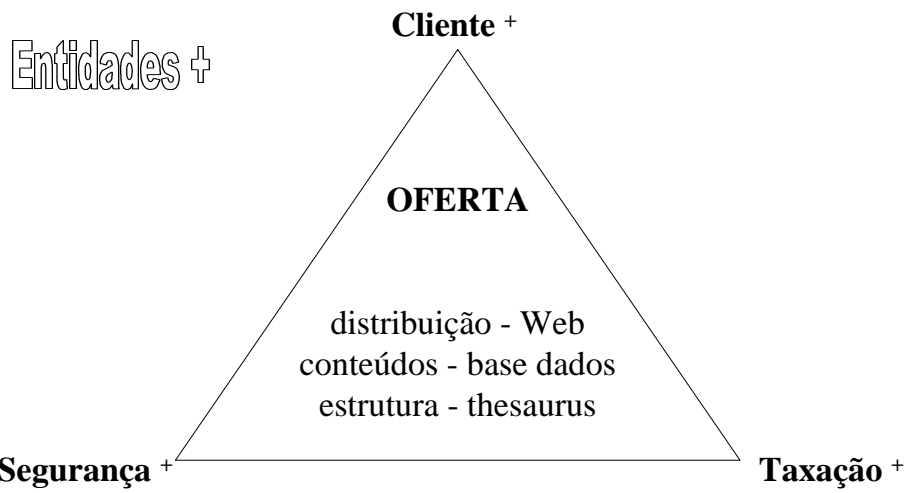 Cliente +
Entidades +
OFERTA
distribuição - Web
conteúdos - base dados
estrutura - thesaurus
Segurança +
Taxação +